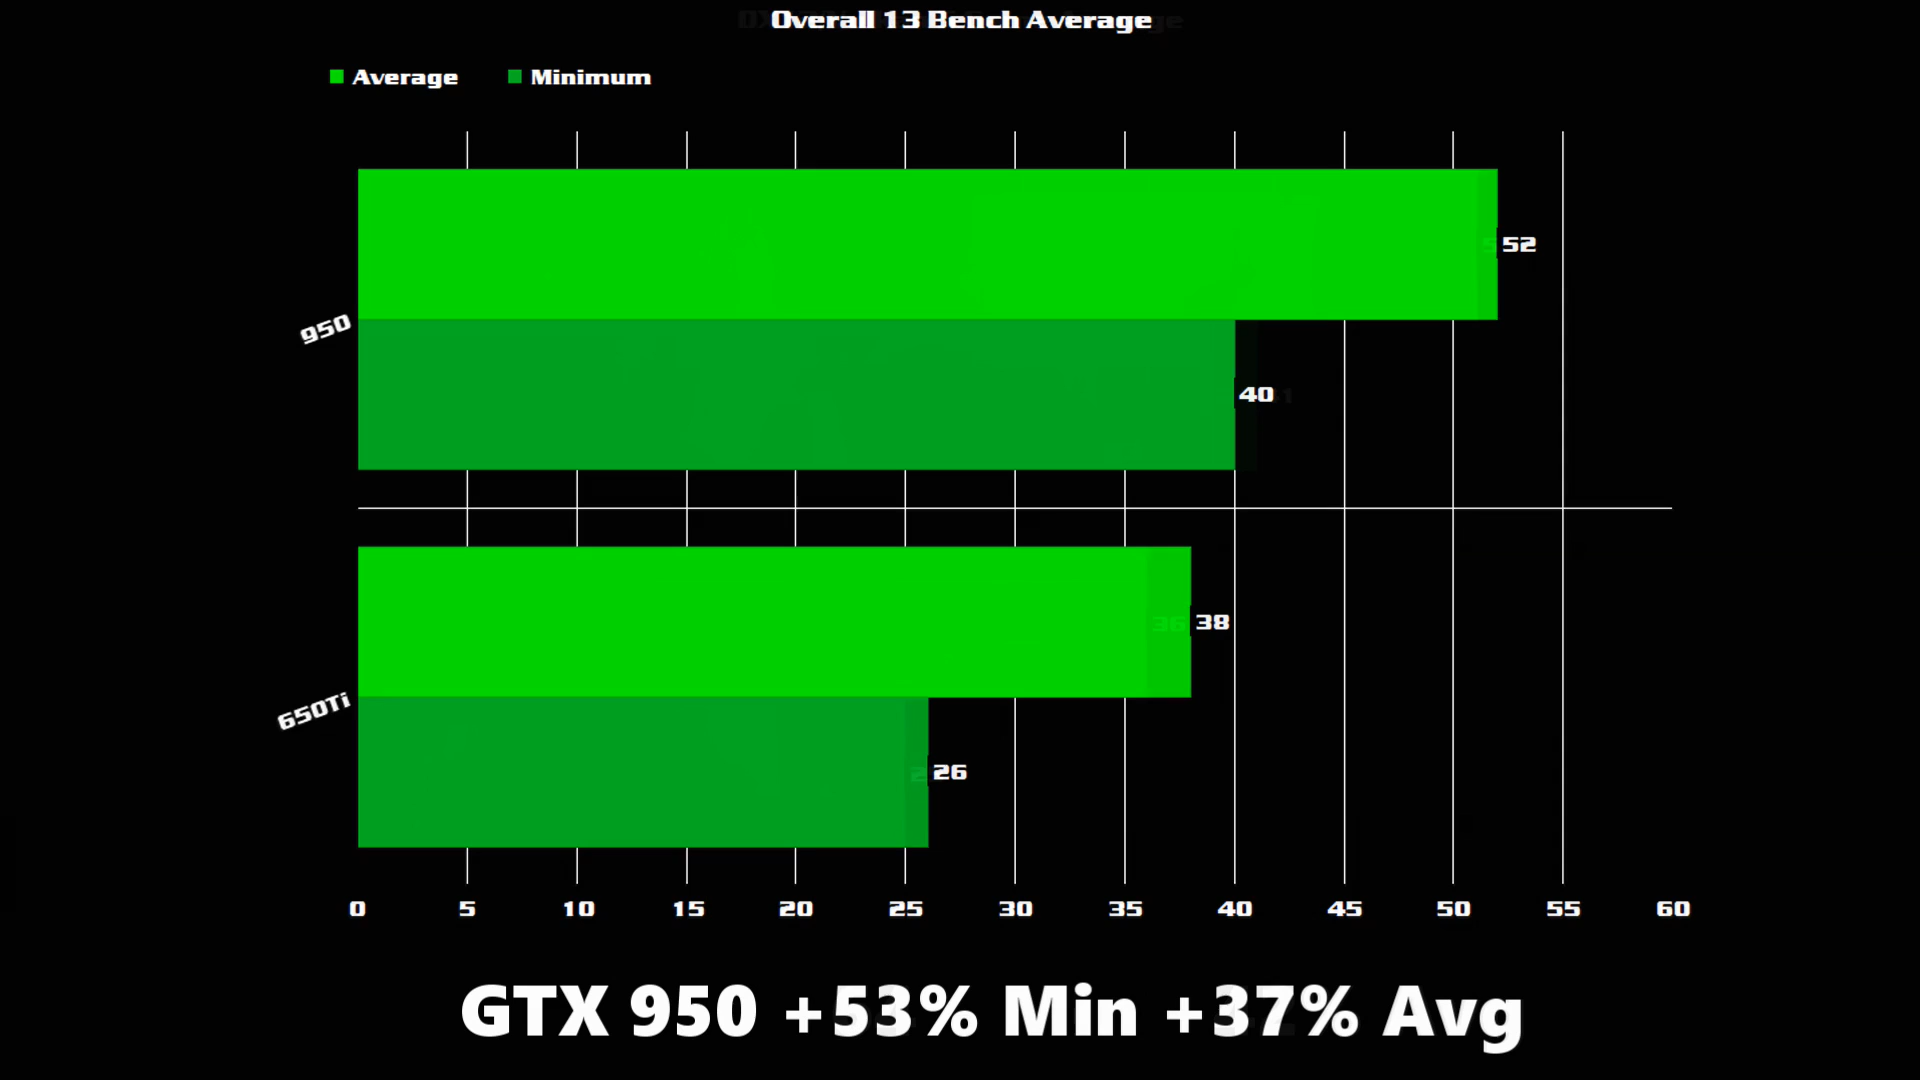 Overall 13 Bench Average
Average Minimum
52
950
40
38
650Ti
26
0 5 10 15 20 25 30 35 40 45 50 55 60
GTX 950 +53% Min +37% Avg